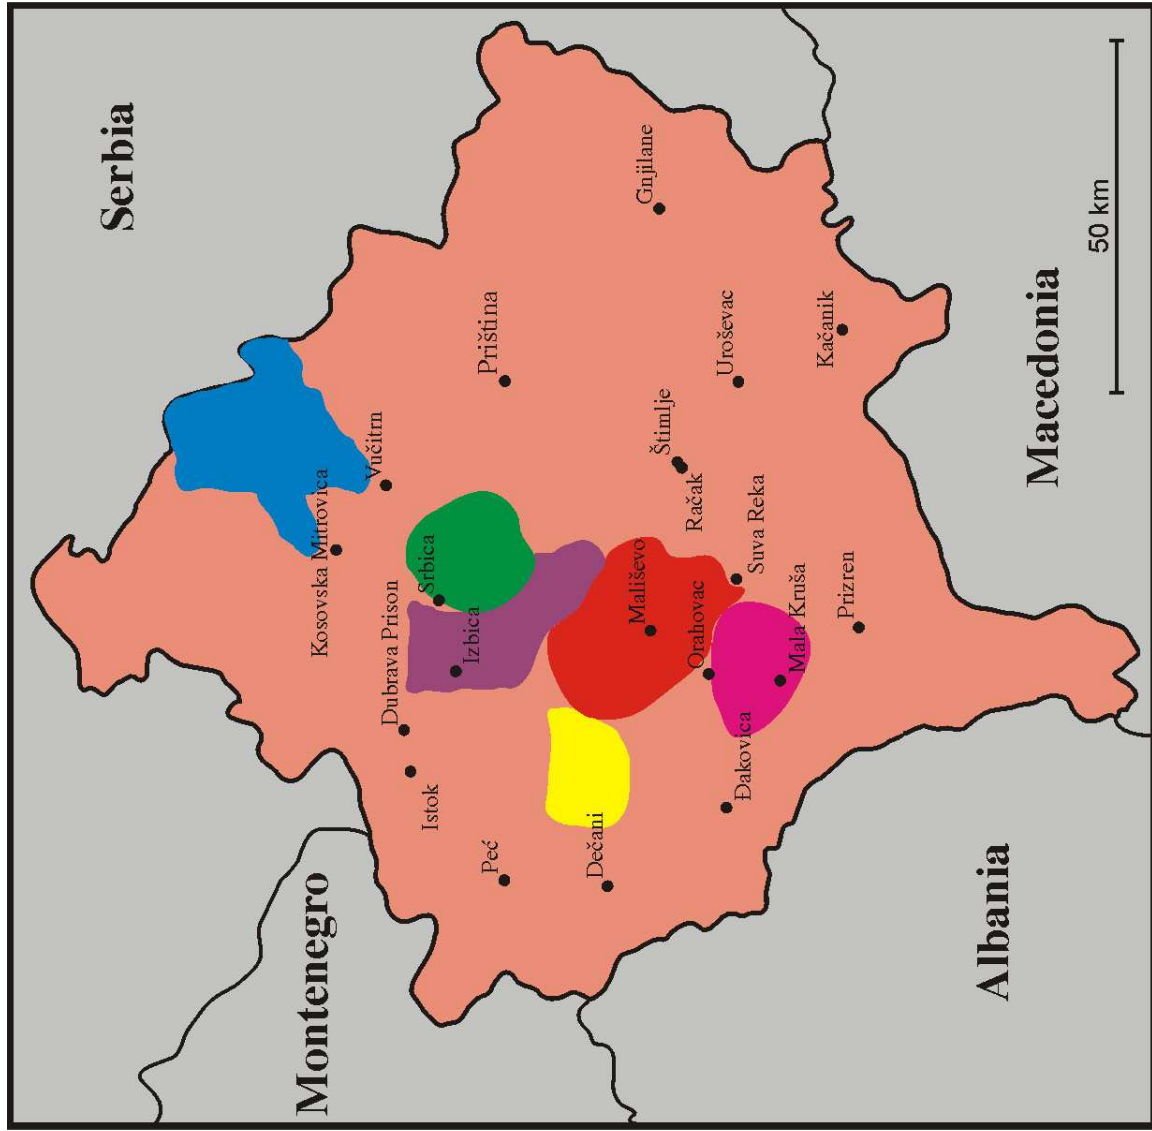 Serbia
Montenegro
Albania
Macedonia
50 km
Kosovska Mitrovica
Vučitrn
Priština
Gnjilane
Srbica
Dubrava Prison
Istok
Izbica
Peć
Dečani
Mališevo
Štimlje
Račak
Uroševac
Kačanik
Suva Reka
Orahovac
Mala Kruša
Prizren
Đakovica